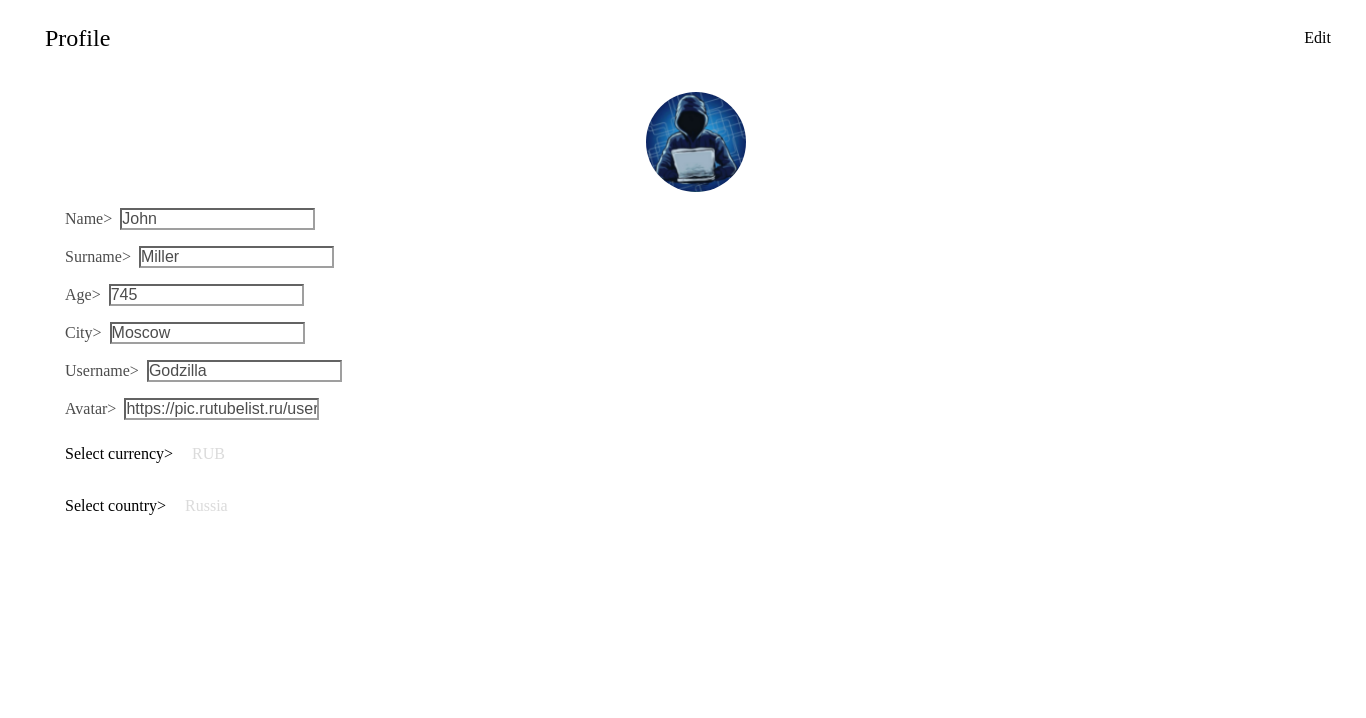 Profile
Edit
Name> John
Surname> Miller
Age> 745
City> Moscow
Username> Godzilla
Avatar> https://pic.rutubelist.ru/user
Select currency> RUB
Select country> Russia